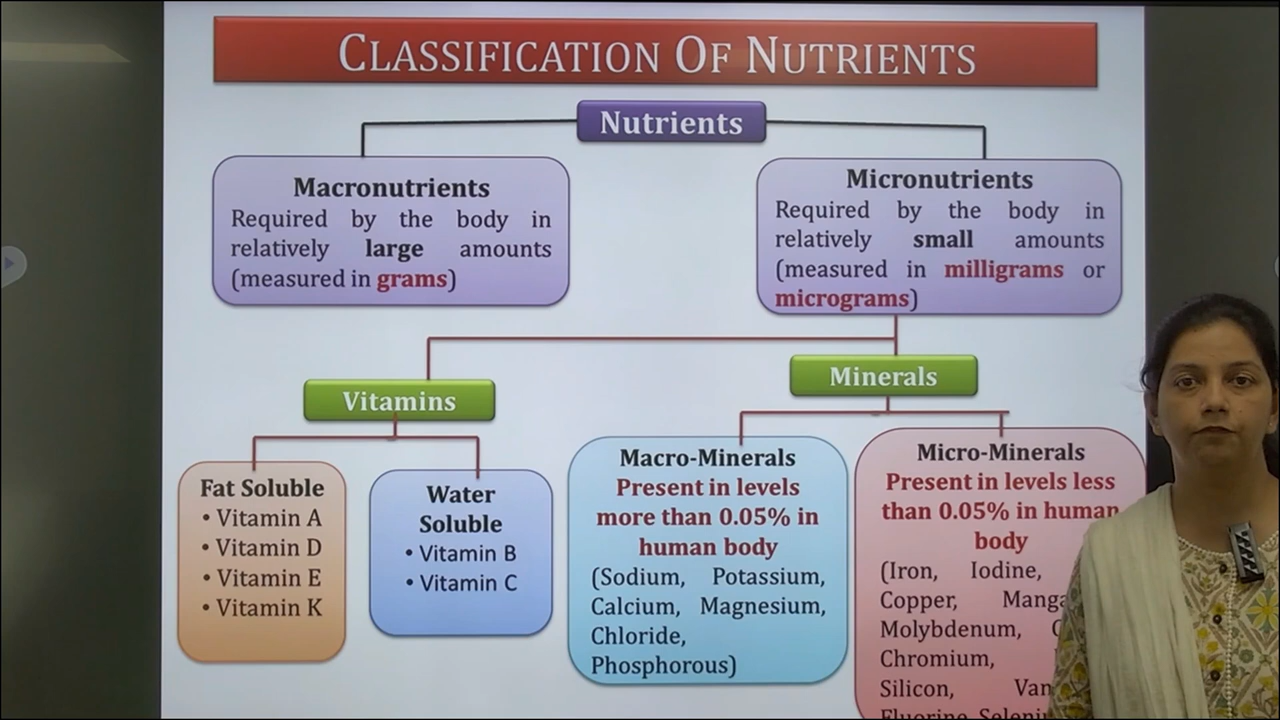 CLASSIFICATION OF NUTRIENTS
Nutrients
Macronutrients
Required by the body in
relatively large amounts
(measured in grams)
Micronutrients
Required by the body in
relatively small amounts
(measured in milligrams or
micrograms)
Vitamins
Minerals
Fat Soluble
• Vitamin A
• Vitamin D
• Vitamin E
• Vitamin K
Water
Soluble
• Vitamin B
• Vitamin C
Macro-Minerals
Present in levels
more than 0.05% in
human body
(Sodium, Potassium,
Calcium, Magnesium,
Chloride,
Phosphorous)
Micro-Minerals
Present in levels less
than 0.05% in human
body
(Iron, Iodine,
Copper,
Molybdenum,
Chromium,
Silicon,
Fluorine,